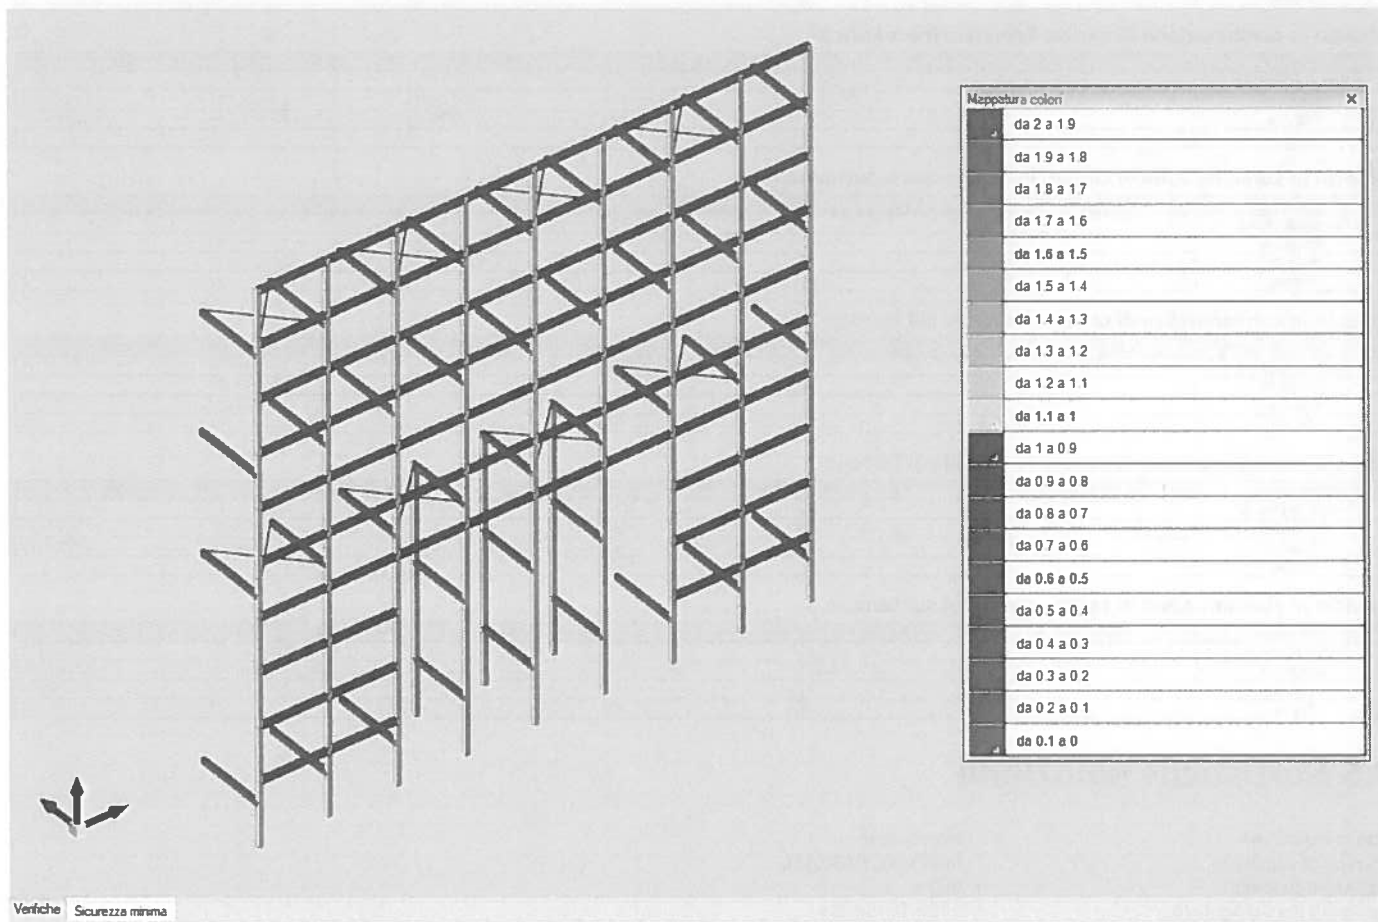 Mappatura colori X
da 2 a 1 9
da 1 9 a 1 8
da 1 8 a 1 7
da 1 7 a 1 6
da 1.6 a 1.5
da 1 5 a 1 4
da 1 4 a 1 3
da 1 3 a 1 2
da 1 2 a 1 1
da 1.1 a 1
da 1 a 0 9
da 0 9 a 0 8
da 0 8 a 0 7
da 0 7 a 0 6
da 0.6 a 0.5
da 0 5 a 0 4
da 0 4 a 0 3
da 0 3 a 0 2
da 0 2 a 0 1
da 0.1 a 0
Verifiche Sicurezza minima